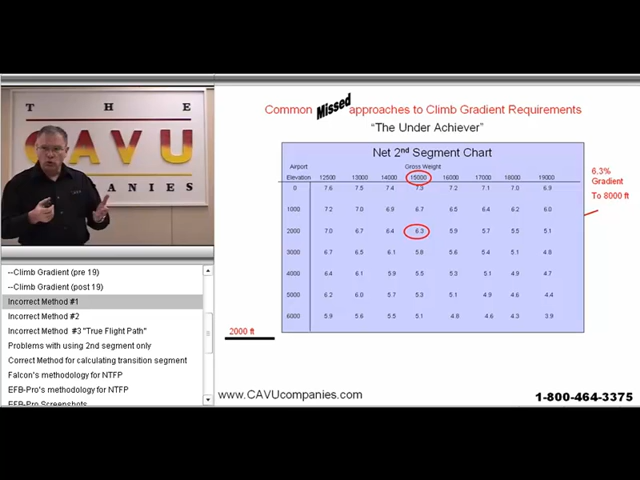 THE
CAVU
PANIES
Common Missed approaches to Climb Gradient Requirements
"The Under Achiever"
Net 2nd Segment Chart
Airport Gross Weight
Elevation 12500 13000 14000 15000 16000 17000 18000 19000
0 7.6 7.5 7.4 7.3 7.2 7.1 7.0 6.9
1000 7.2 7.0 6.9 6.7 6.5 6.4 6.2 6.0
2000 7.0 6.7 6.4 6.3 5.9 5.7 5.5 5.1
3000 6.7 6.5 6.1 5.8 5.6 5.4 5.1 4.8
4000 6.4 6.1 5.9 5.5 5.3 5.1 4.9 4.7
5000 6.2 6.0 5.7 5.3 5.1 4.9 4.6 4.4
6000 5.9 5.6 5.5 5.1 4.8 4.6 4.3 3.9
6.3%
Gradient
To 8000 ft
2000 ft
--Climb Gradient (pre 19)
--Climb Gradient (post 19)
Incorrect Method #1
Incorrect Method #2
Incorrect Method #3 "True Flight Path"
Problems with using 2nd segment only
Correct Method for calculating transition segment
Falcon's methodology for NTFP
EFB-Pro's methodology for NTFP
EFB-Pro Screenshots
www.CAVUcompanies.com
1-800-464-3375